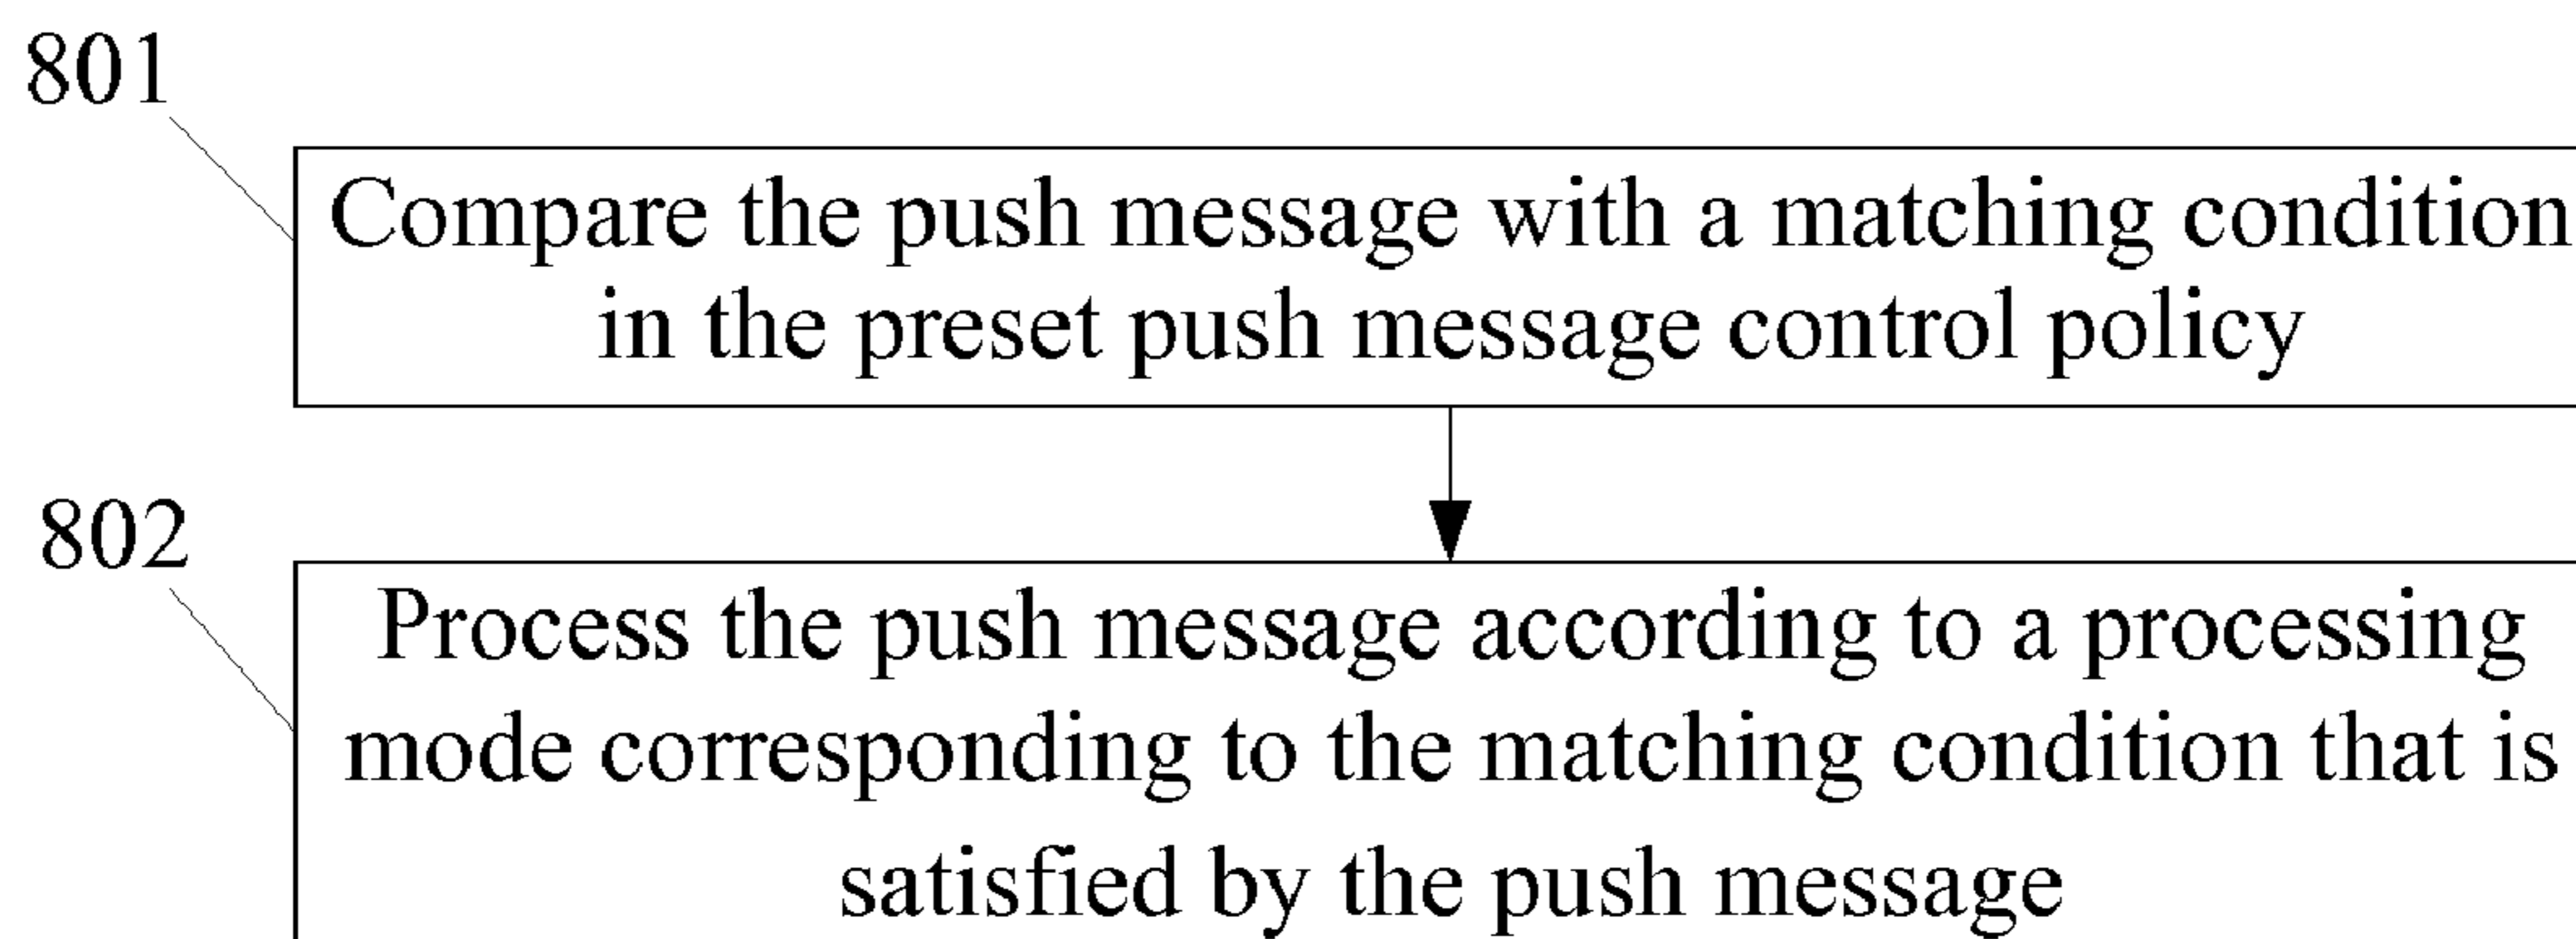 801
Compare the push message with a matching condition
in the preset push message control policy
802
Process the push message according to a processing
mode corresponding to the matching condition that is
satisfied by the push message